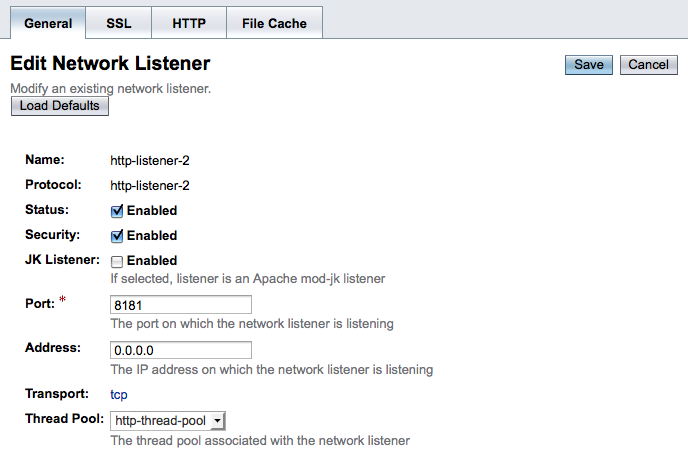 General SSL HTTP File Cache
Edit Network Listener
Save Cancel
Modify an existing network listener.
Load Defaults
Name: http-listener-2
Protocol: http-listener-2
Status: Enabled
Security: Enabled
JK Listener: Enabled
If selected, listener is an Apache mod-jk listener
Port: * 8181
The port on which the network listener is listening
Address: 0.0.0.0
The IP address on which the network listener is listening
Transport: tcp
Thread Pool: http-thread-pool
The thread pool associated with the network listener